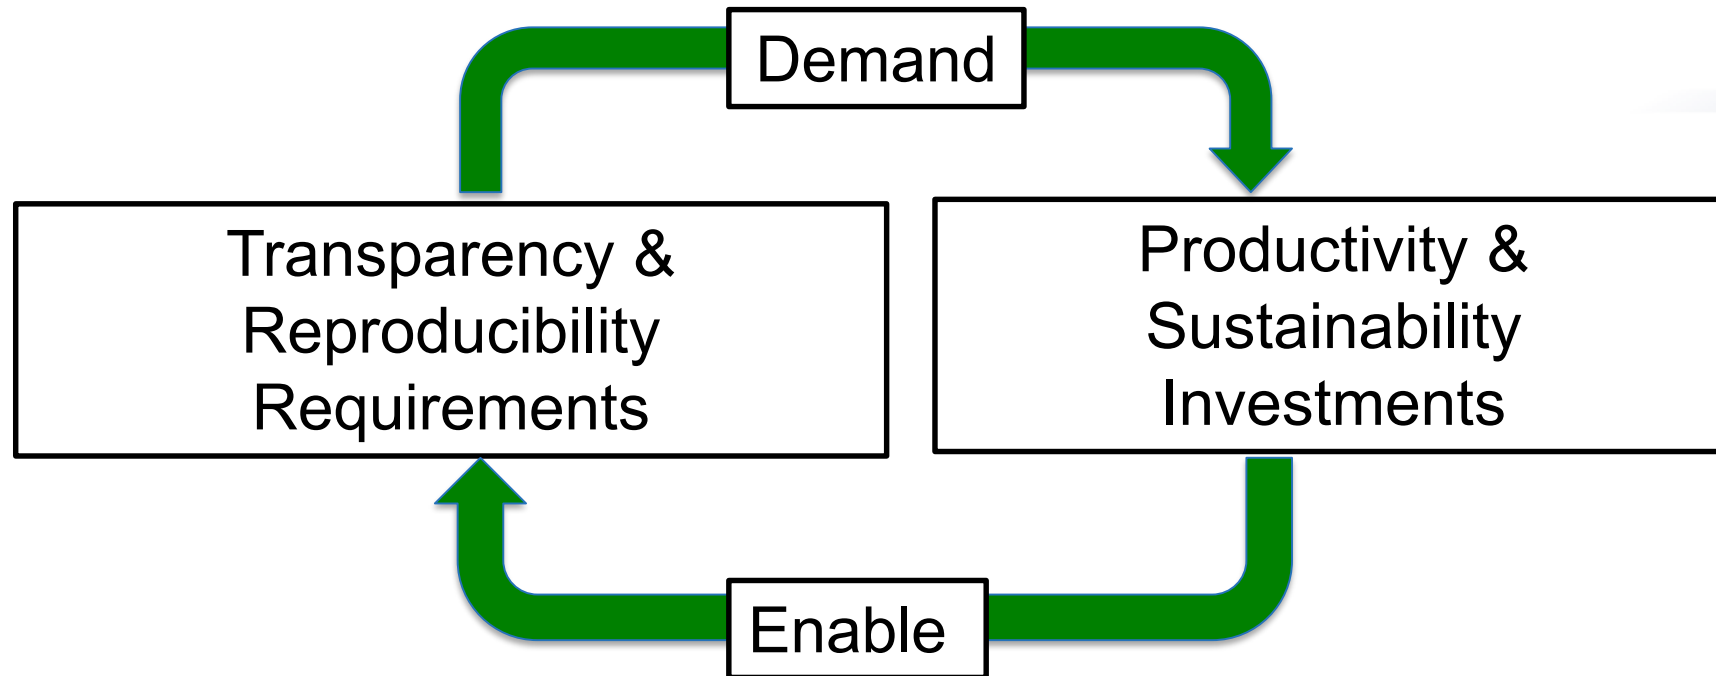 Demand
Transparency &
Reproducibility
Requirements
Productivity &
Sustainability
Investments
Enable